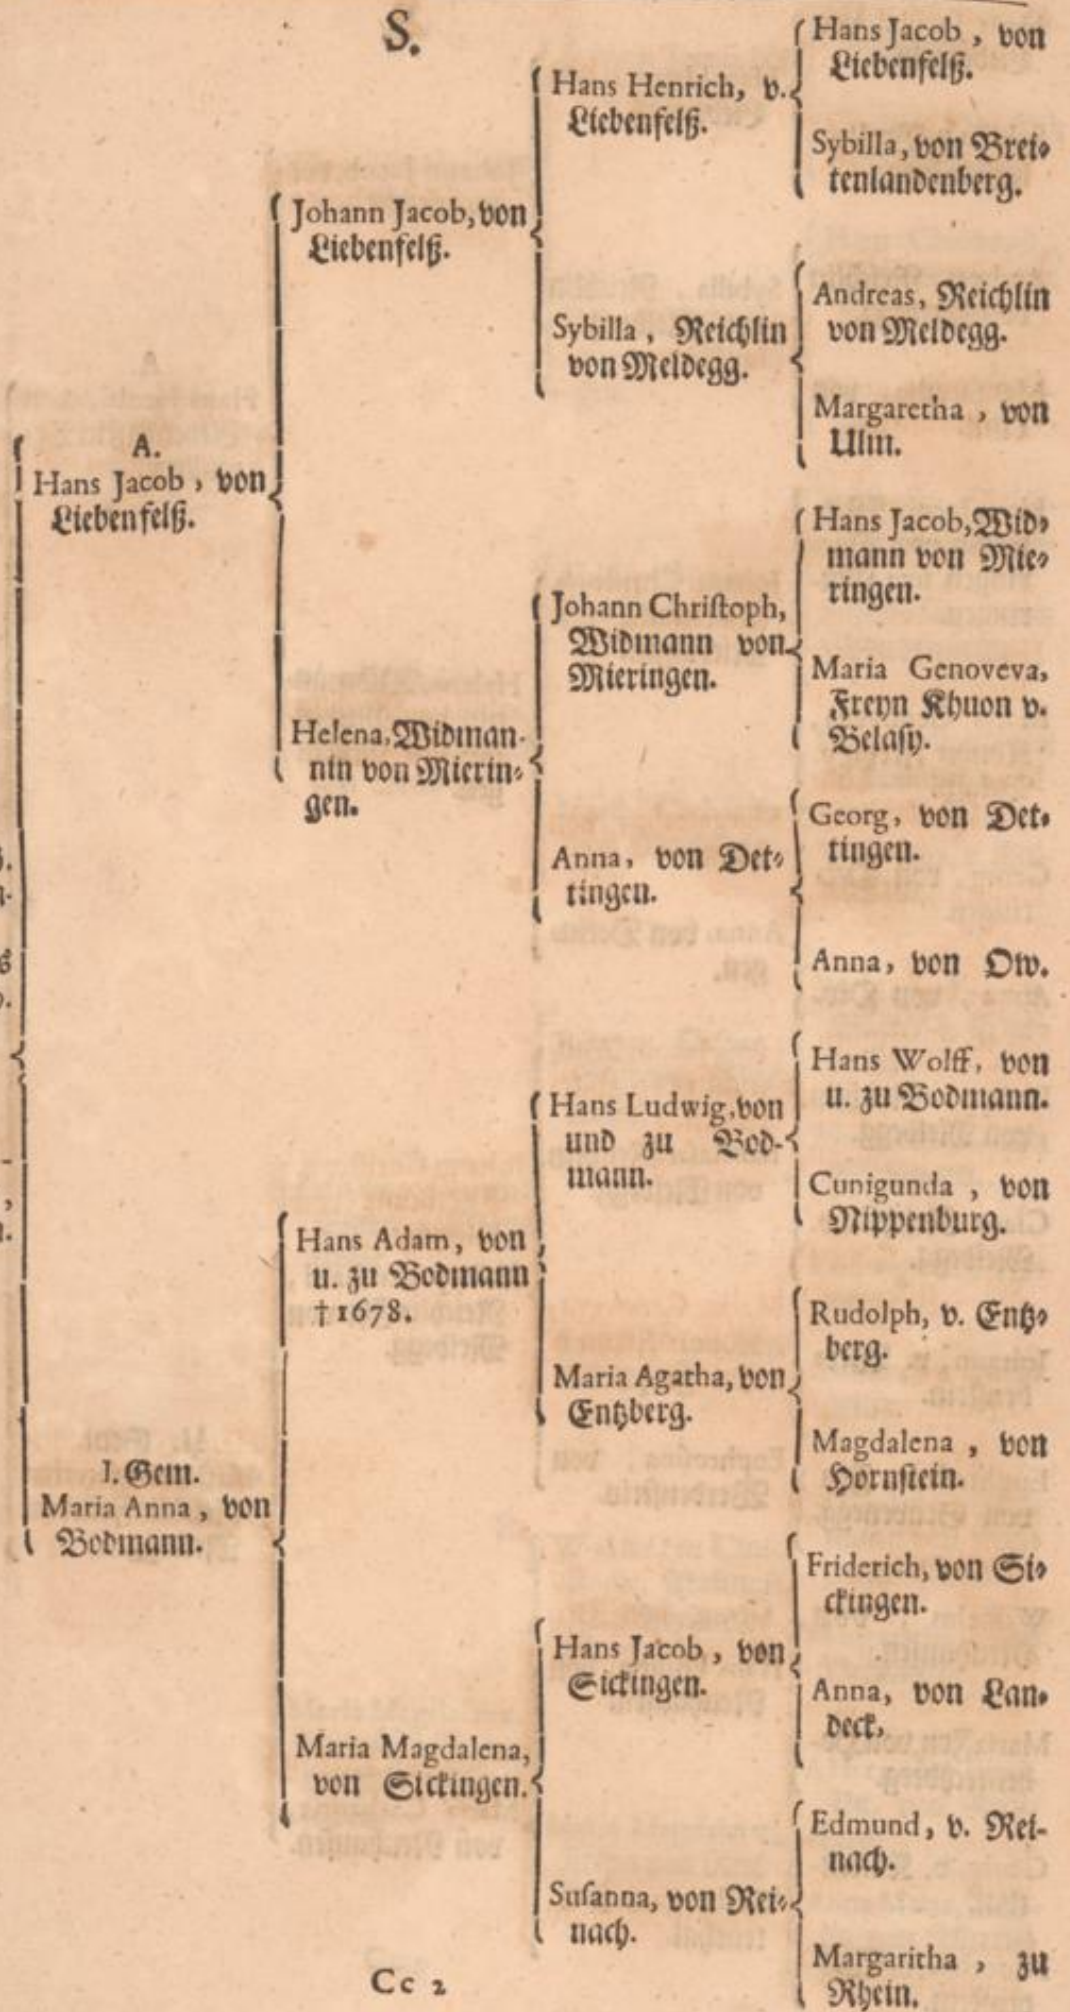 S.
A.
Hans Jacob, von
Liebenfelß.
I. Gem.
Maria Anna, von
Bodmann.
Johann Jacob, von
Liebenfelß.
Helena, Widman-
nin von Mierin-
gen.
Hans Adam, von
u. zu Bodmann
† 1678.
Maria Magdalena,
von Sickingen.
Hans Henrich, v.
Liebenfelß.
Sybilla, Reichlin
von Meldegg.
Johann Christoph,
Widmann von
Mieringen.
Anna, von Det-
tingen.
Hans Ludwig, von
und zu Bod-
mann.
Maria Agatha, von
Entzberg.
Hans Jacob, von
Sickingen.
Susanna, von Rei-
nach.
Hans Jacob, von
Liebenfelß.
Sybilla, von Brei-
tenlandenberg.
Andreas, Reichlin
von Meldegg.
Margaretha, von
Ulm.
Hans Jacob, Wid-
mann von Mie-
ringen.
Maria Genoveva,
Freyn Khuon v.
Belasy.
Georg, von Det-
tingen.
Anna, von Ow.
Hans Wolff, von
u. zu Bodmann.
Cunigunda, von
Nippenburg.
Rudolph, v. Entz-
berg.
Magdalena, von
Hornstein.
Friderich, von Si-
ckingen.
Anna, von Lan-
deck.
Edmund, v. Rei-
nach.
Margaritha, zu
Rhein.
Cc 2